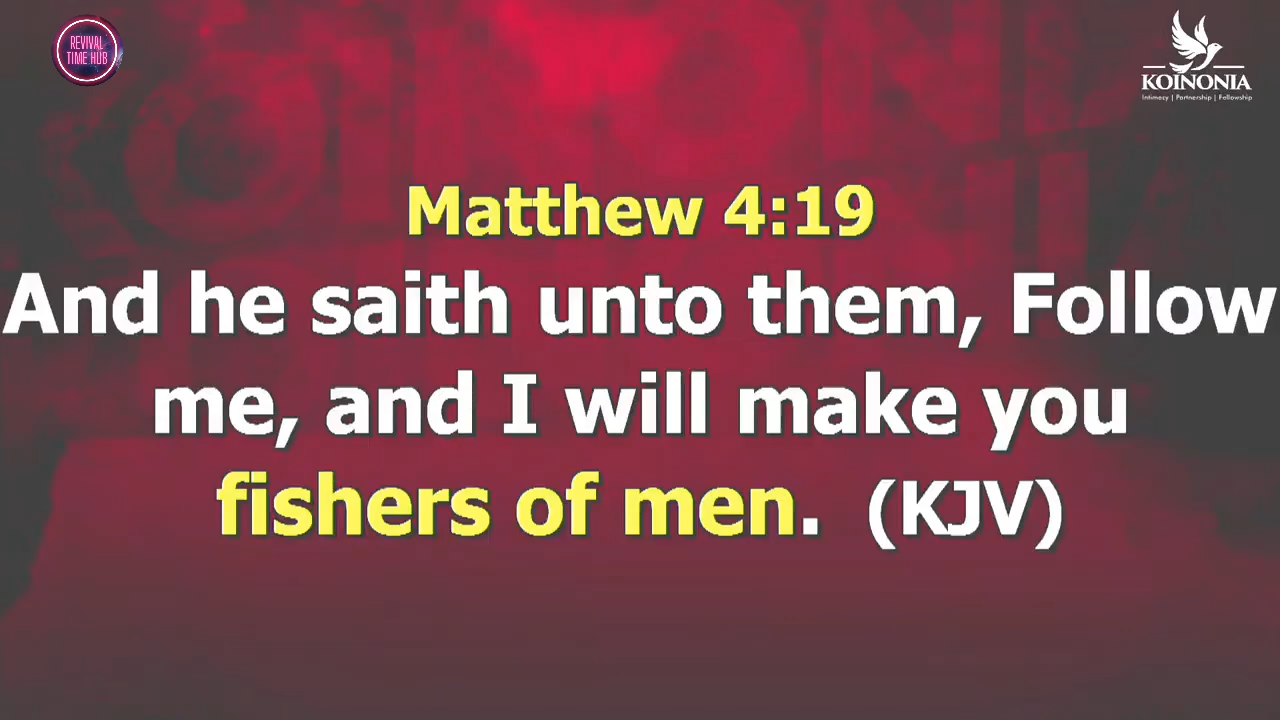 REVIVAL
TIME HUB
KOINONIA
Intimacy | Partnership | Fellowship
Matthew 4:19
And he saith unto them, Follow
me, and I will make you
fishers of men. (KJV)